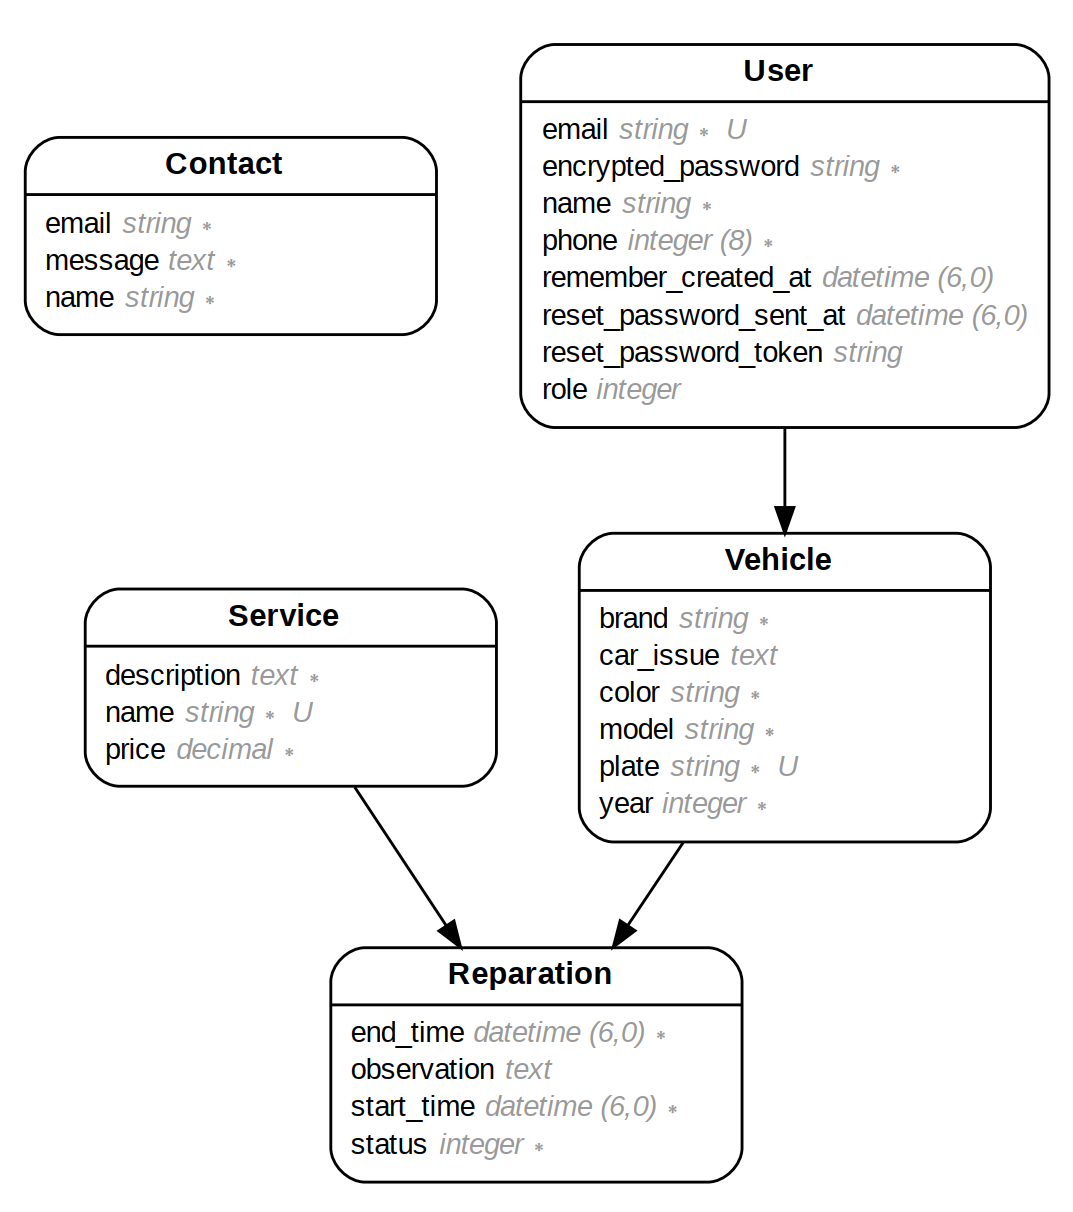 User
email string * U
encrypted_password string *
name string *
phone integer (8) *
remember_created_at datetime (6,0)
reset_password_sent_at datetime (6,0)
reset_password_token string
role integer
Contact
email string *
message text *
name string *
Vehicle
brand string *
car_issue text
color string *
model string *
plate string * U
year integer *
Service
description text *
name string * U
price decimal *
Reparation
end_time datetime (6,0) *
observation text
start_time datetime (6,0) *
status integer *